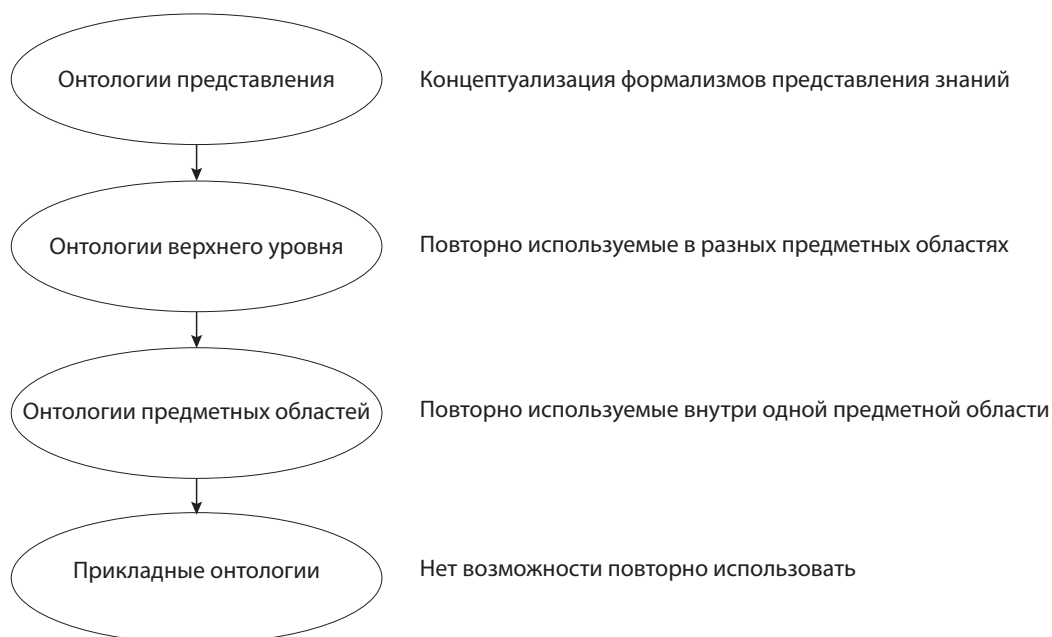 Онтологии представления
Концептуализация формализмов представления знаний
Онтологии верхнего уровня
Повторно используемые в разных предметных областях
Онтологии предметных областей
Повторно используемые внутри одной предметной области
Прикладные онтологии
Нет возможности повторно использовать